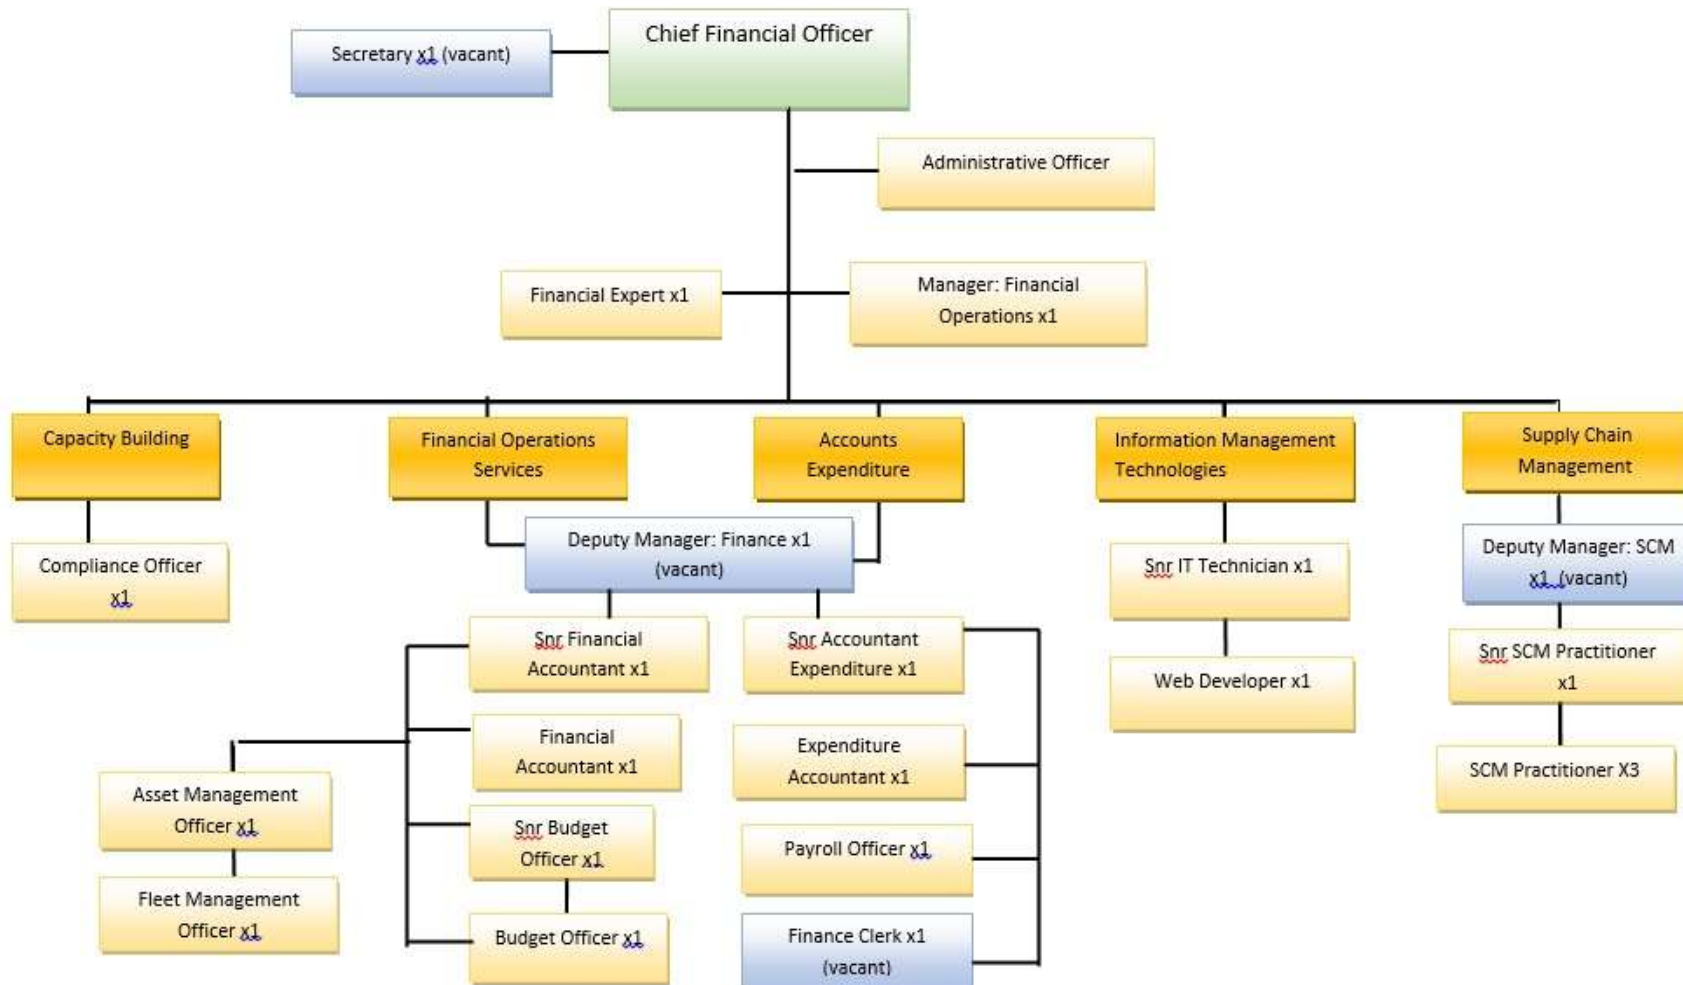 Chief Financial Officer
Secretary x1 (vacant)
Administrative Officer
Financial Expert x1
Manager: Financial
Operations x1
Capacity Building
Financial Operations
Services
Accounts
Expenditure
Information Management
Technologies
Supply Chain
Management
Compliance Officer
x1
Deputy Manager: Finance x1
(vacant)
Snr IT Technician x1
Deputy Manager: SCM
x1 (vacant)
Snr Financial
Accountant x1
Snr Accountant
Expenditure x1
Web Developer x1
Snr SCM Practitioner
x1
Financial
Accountant x1
Expenditure
Accountant x1
SCM Practitioner X3
Asset Management
Officer x1
Snr Budget
Officer x1
Payroll Officer x1
Fleet Management
Officer x1
Budget Officer x1
Finance Clerk x1
(vacant)